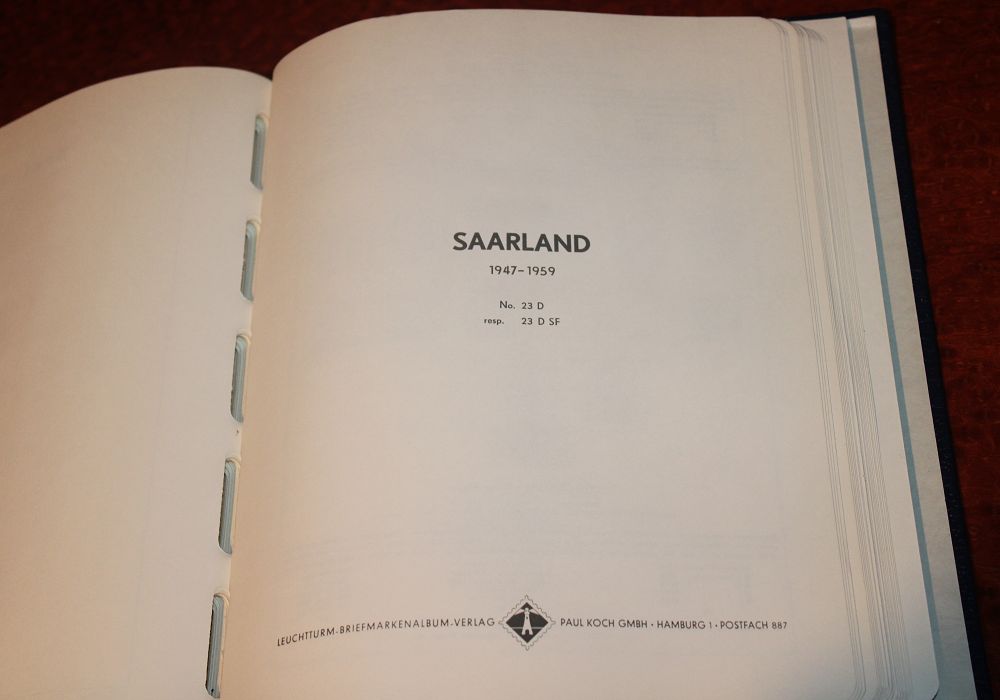 SAARLAND
1947–1959
No. 23 D
resp. 23 D SF
LEUCHTTURM-BRIEFMARKENALBUM-VERLAG PAUL KOCH GMBH · HAMBURG 1 · POSTFACH 887